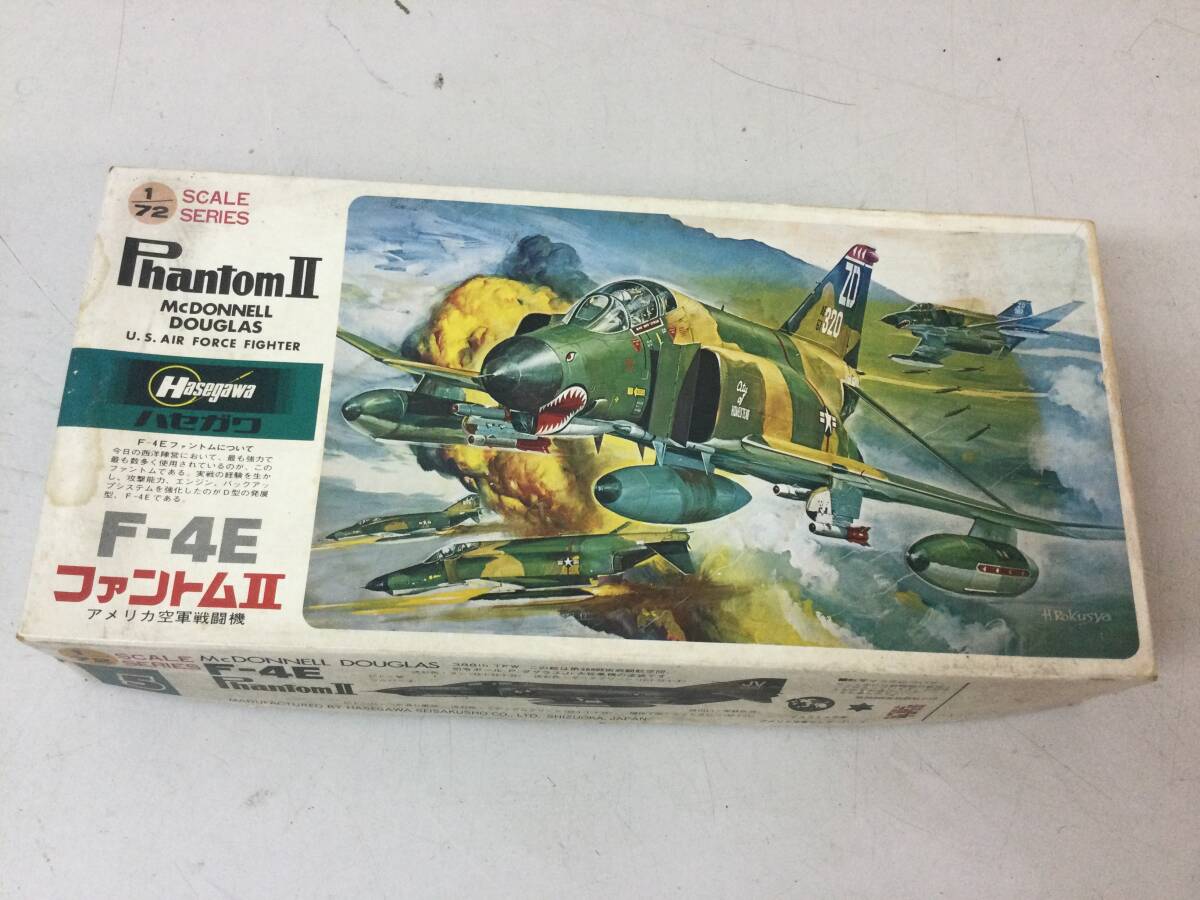 1/72 SCALE
SERIES
Phantom II
McDONNELL
DOUGLAS
U. S. AIR FORCE FIGHTER
Hasegawa
ハセガワ
F-4Eファントムについて
今日の西洋陣営において、最も強力で
最も数多く使用されているのが、この
ファントムである。実戦の経験を生か
し、攻撃能力、エンジン、バックアッ
プシステムを強化したのがD型の発展
型、F-4Eである。
F-4E
ファントムII
アメリカ空軍戦闘機
ZD
320
City
of
H Rokusya
SCALE
SERIES
McDONNELL DOUGLAS
F-4E
Phantom II
388th TFW
JV
MANUFACTURED BY HASEGAWA SEISAKUSHO CO., LTD. SHIZUOKA, JAPAN